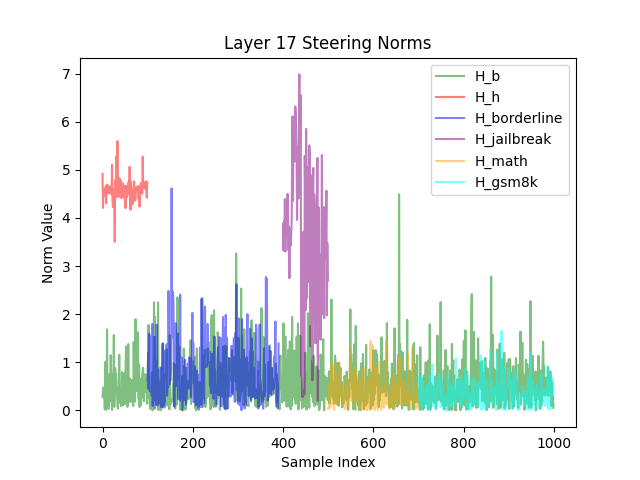 Layer 17 Steering Norms
H_b
H_h
H_borderline
H_jailbreak
H_math
H_gsm8k
Norm Value
7
6
5
4
3
2
1
0
0
200
400
600
800
1000
Sample Index